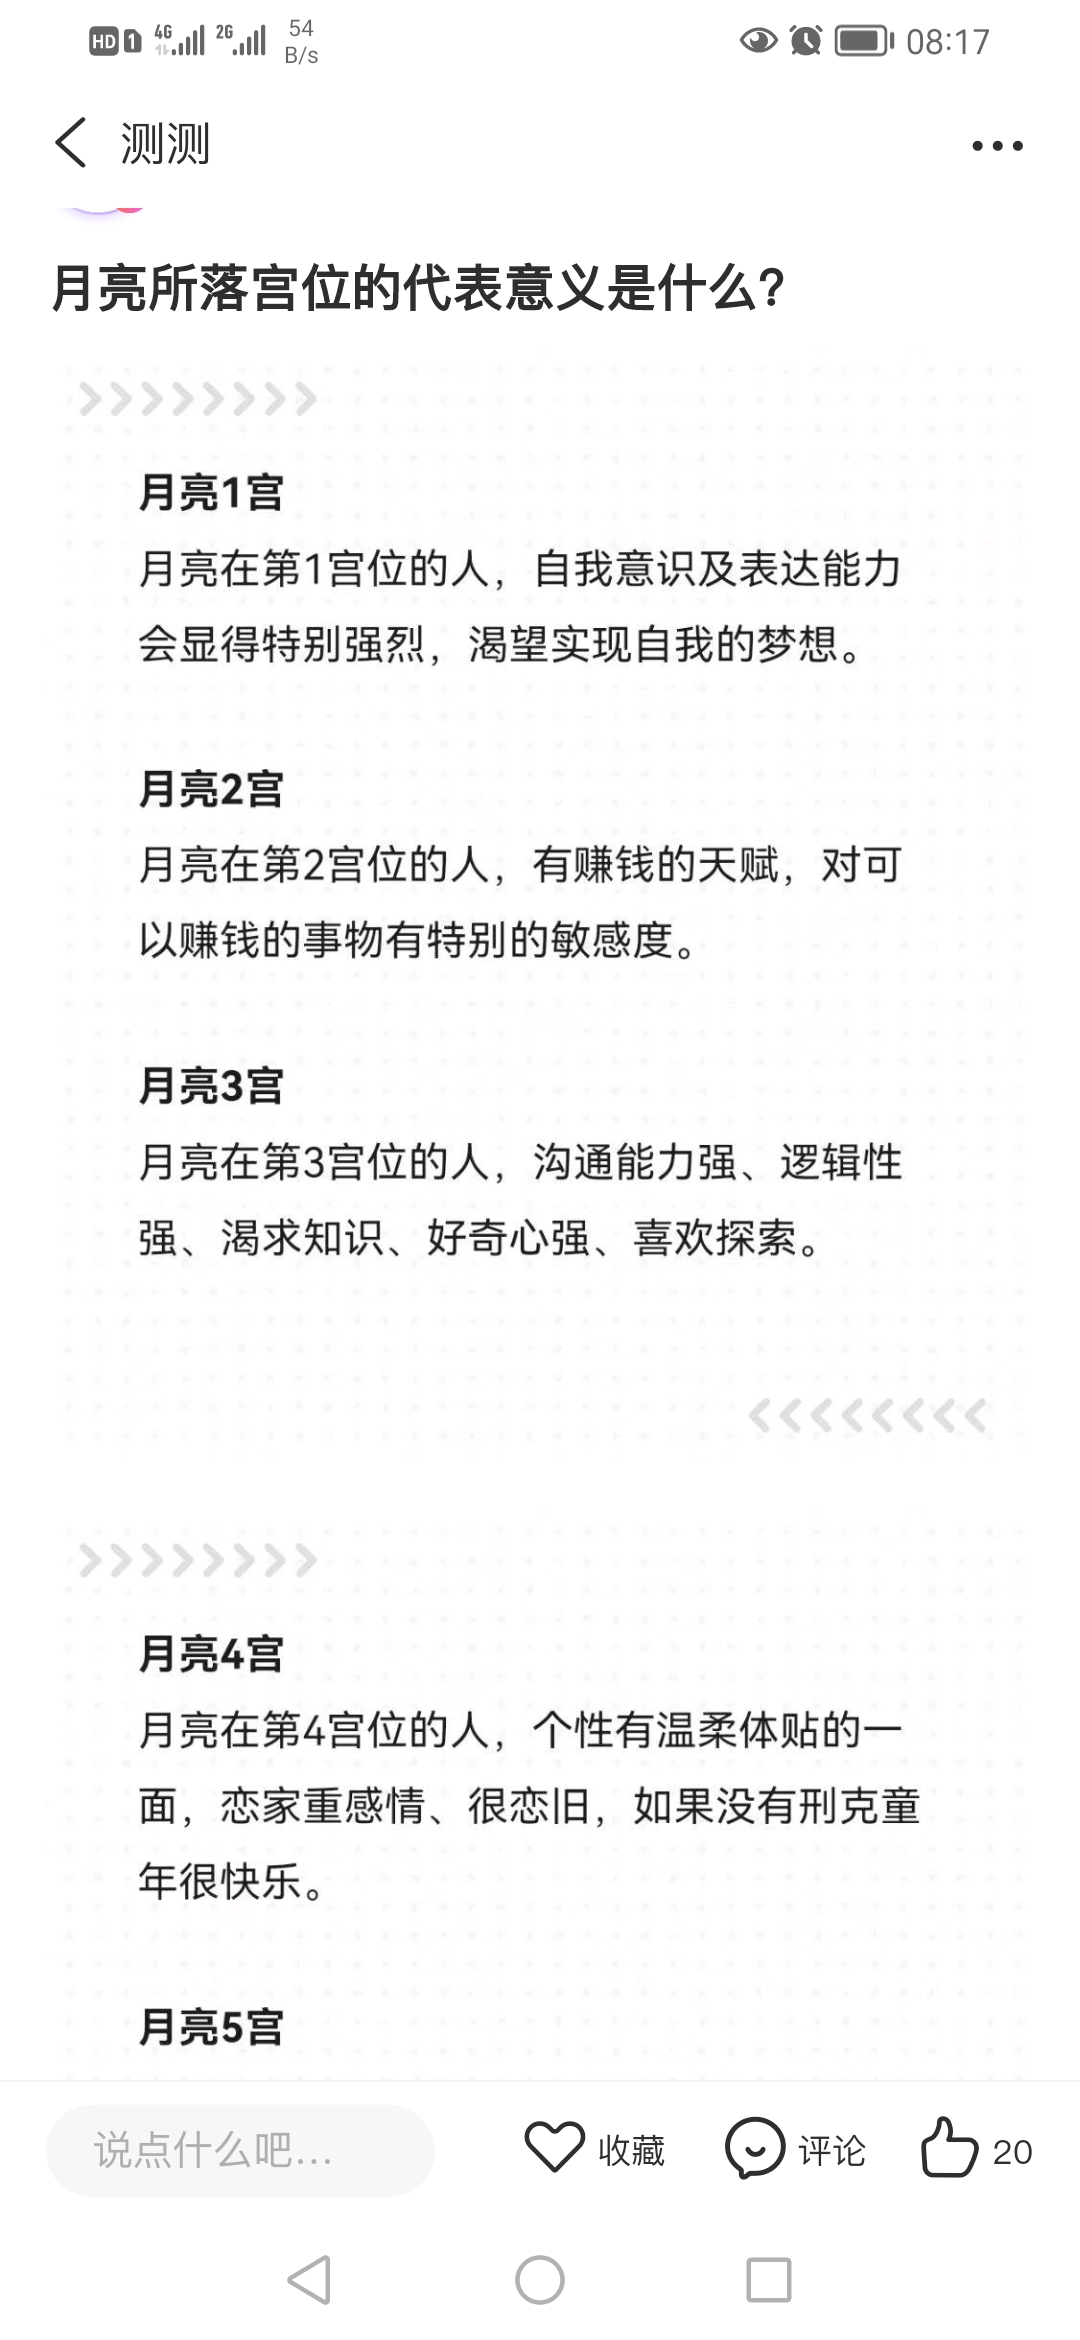 HD 1 4G 2G 54 B/s 08:17
测测
月亮所落宫位的代表意义是什么?
月亮1宫
月亮在第1宫位的人，自我意识及表达能力
会显得特别强烈，渴望实现自我的梦想。
月亮2宫
月亮在第2宫位的人，有赚钱的天赋，对可
以赚钱的事物有特别的敏感度。
月亮3宫
月亮在第3宫位的人，沟通能力强、逻辑性
强、渴求知识、好奇心强、喜欢探索。
月亮4宫
月亮在第4宫位的人，个性有温柔体贴的一
面，恋家重感情、很恋旧，如果没有刑克童
年很快乐。
月亮5宫
说点什么吧... 收藏 评论 20